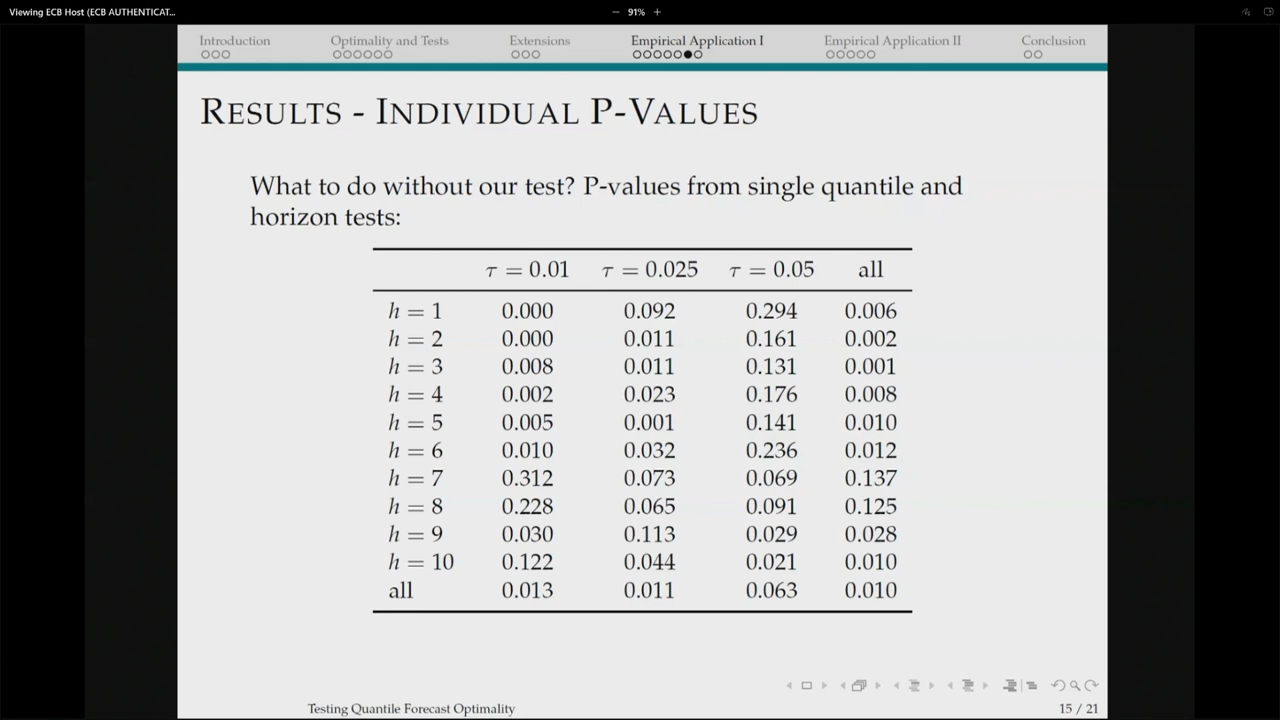 Viewing ECB Host (ECB AUTHENTICAT...
− 91% +
Introduction Optimality and Tests Extensions Empirical Application I Empirical Application II Conclusion
RESULTS - INDIVIDUAL P-VALUES
What to do without our test? P-values from single quantile and
horizon tests:
τ = 0.01 τ = 0.025 τ = 0.05 all
h = 1 0.000 0.092 0.294 0.006
h = 2 0.000 0.011 0.161 0.002
h = 3 0.008 0.011 0.131 0.001
h = 4 0.002 0.023 0.176 0.008
h = 5 0.005 0.001 0.141 0.010
h = 6 0.010 0.032 0.236 0.012
h = 7 0.312 0.073 0.069 0.137
h = 8 0.228 0.065 0.091 0.125
h = 9 0.030 0.113 0.029 0.028
h = 10 0.122 0.044 0.021 0.010
all 0.013 0.011 0.063 0.010
Testing Quantile Forecast Optimality 15 / 21